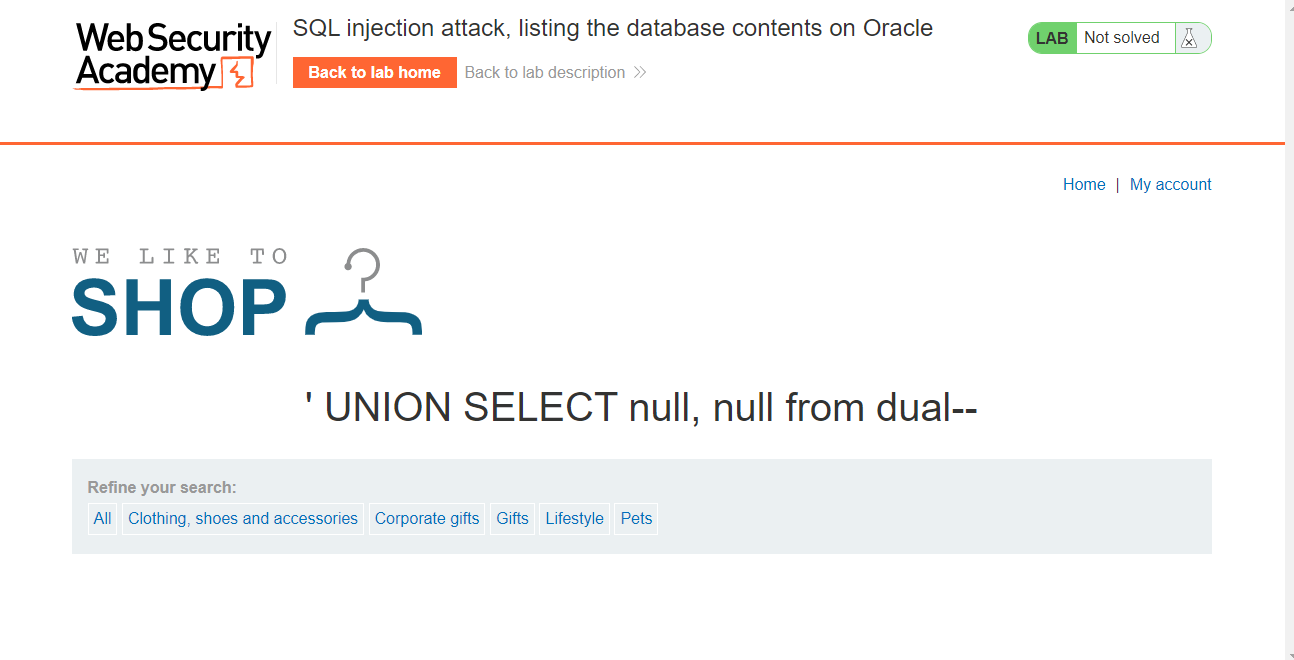 Web Security
Academy
SQL injection attack, listing the database contents on Oracle
Back to lab home
Back to lab description
LAB Not solved
Home | My account
WE LIKE TO
SHOP
' UNION SELECT null, null from dual--
Refine your search:
All Clothing, shoes and accessories Corporate gifts Gifts Lifestyle Pets